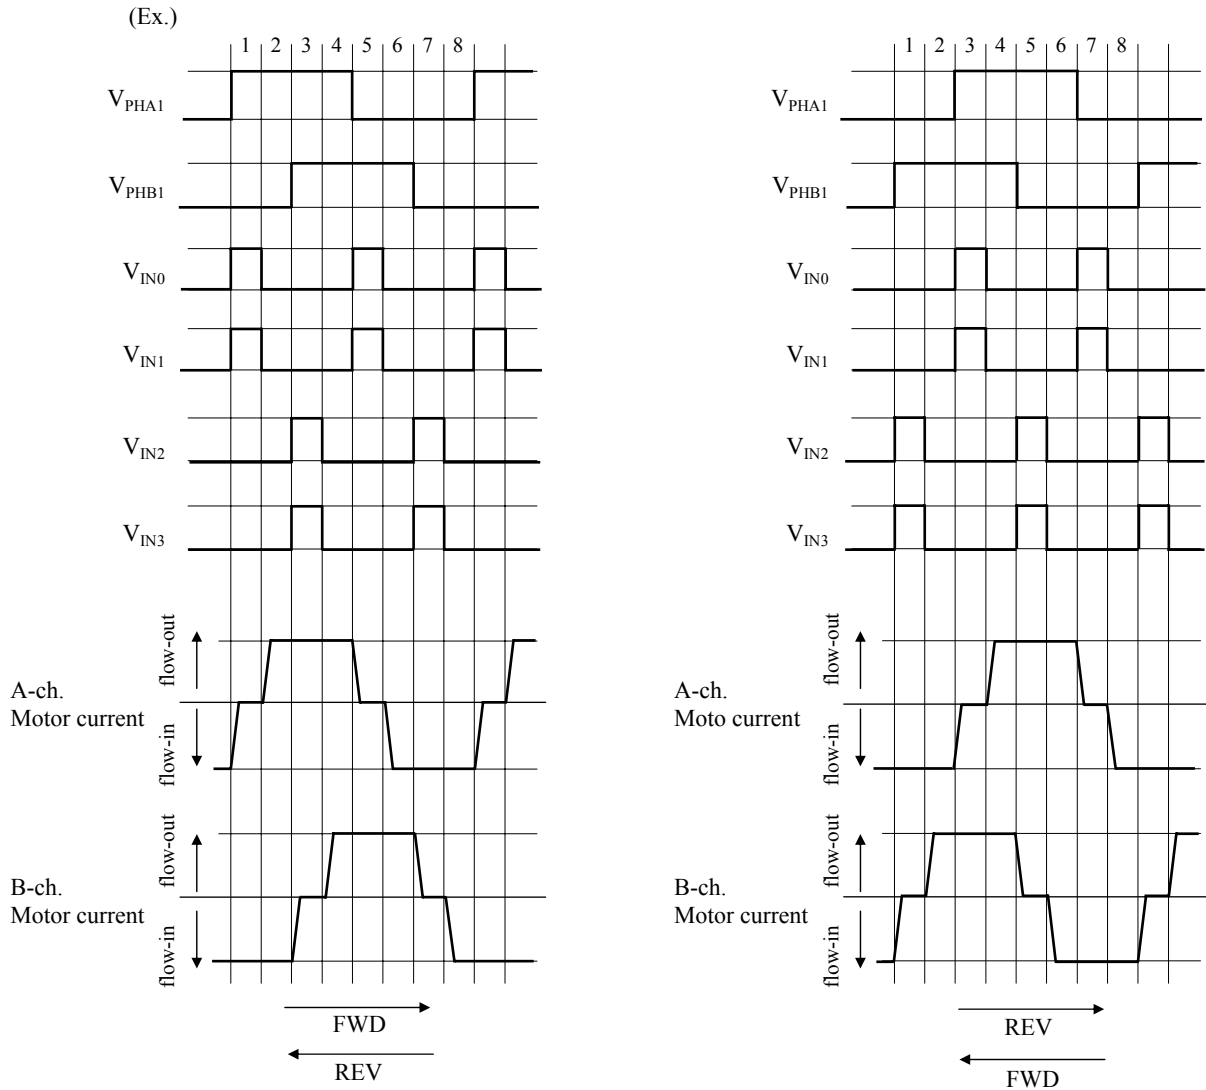 (Ex.)
1 2 3 4 5 6 7 8
VPHA1
VPHB1
VIN0
VIN1
VIN2
VIN3
flow-out
flow-in
A-ch.
Motor current
flow-out
flow-in
B-ch.
Motor current
FWD
REV
1 2 3 4 5 6 7 8
VPHA1
VPHB1
VIN0
VIN1
VIN2
VIN3
flow-out
flow-in
A-ch.
Moto current
flow-out
flow-in
B-ch.
Motor current
REV
FWD